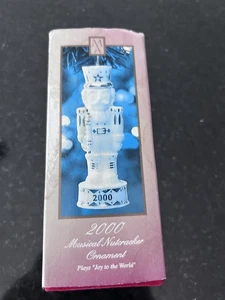 N
2000
2000
Musical Nutcracker
Ornament
Plays "Joy to the World"